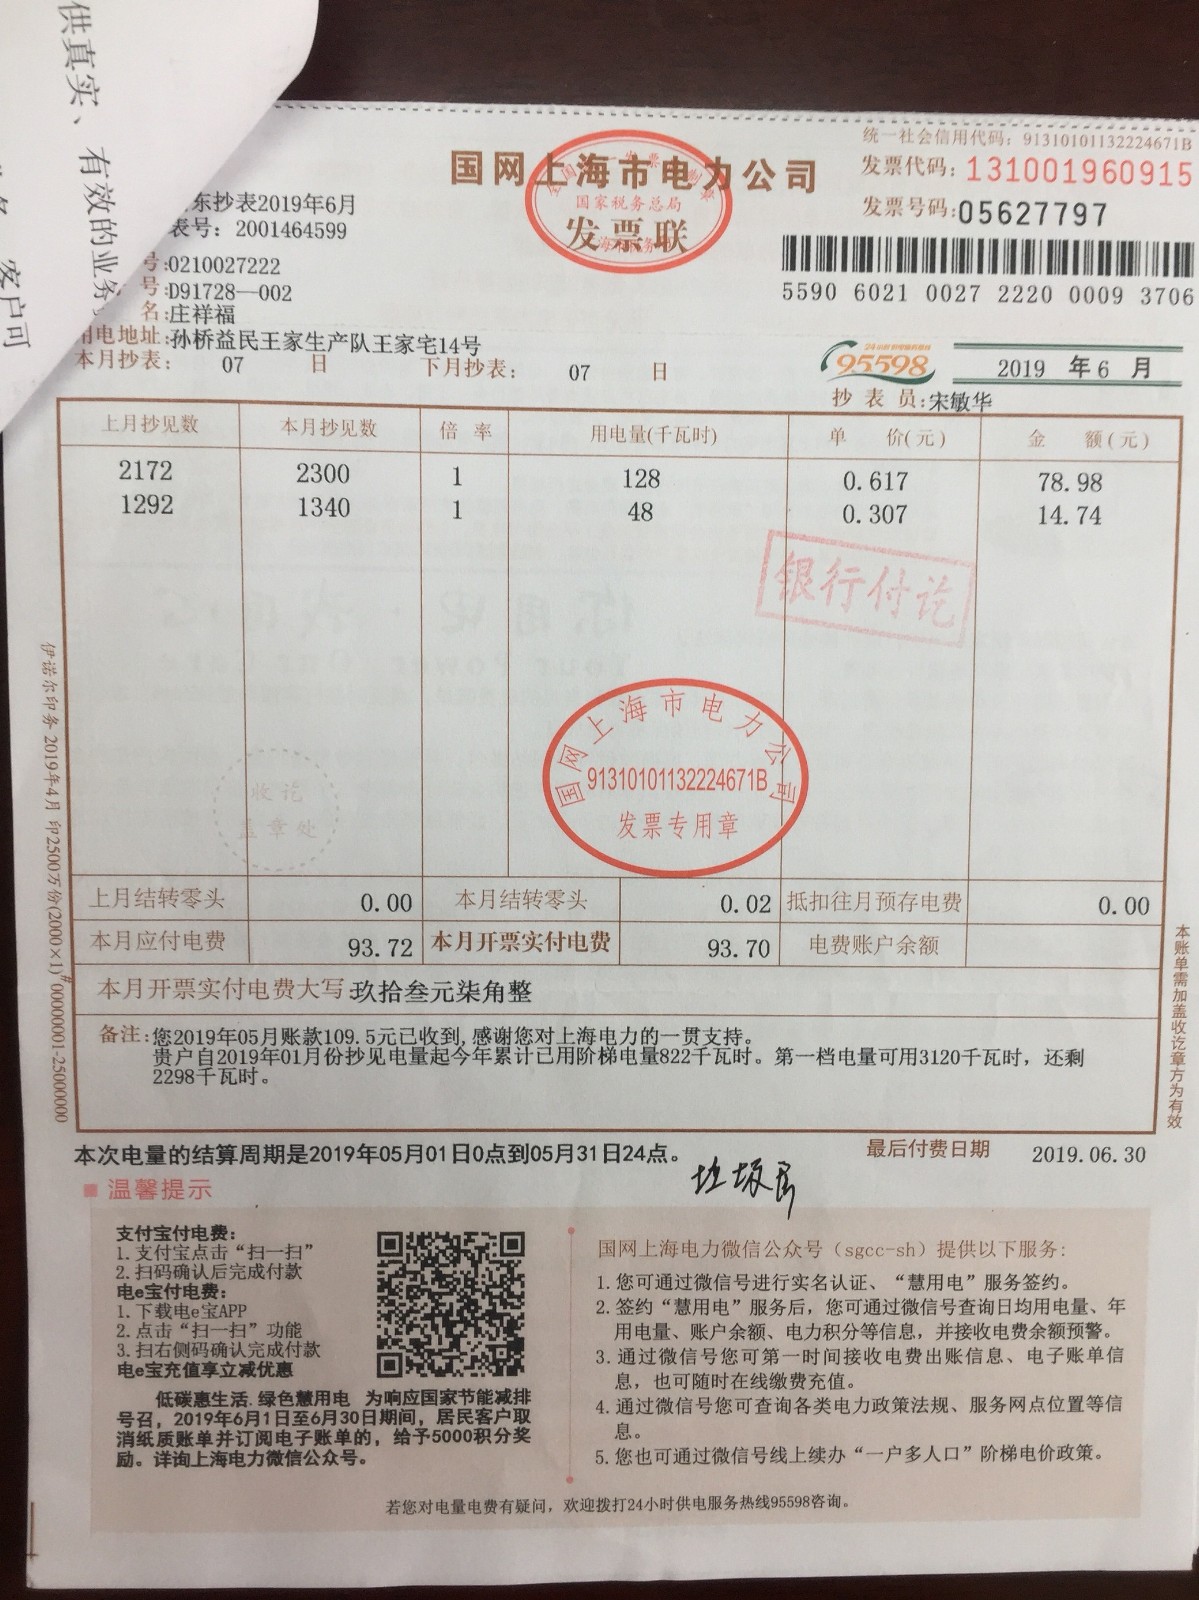 供真实、有效的业务
客户可
统一社会信用代码：91310101132224671B
国网上海市电力公司
发票代码：131001960915
国家税务总局
发票联
发票号码：05627797
东抄表2019年6月
表号：2001464599
5590 6021 0027 2220 0009 3706
号：0210027222
号：D91728—002
名：庄祥福
用电地址：孙桥益民王家生产队王家宅14号
本月抄表： 07 日 下月抄表： 07 日
95598
2019 年 6 月
抄 表 员：宋敏华
上月抄见数 本月抄见数 倍 率 用电量(千瓦时) 单 价(元) 金 额(元)
2172 2300 1 128 0.617 78.98
1292 1340 1 48 0.307 14.74
银行付讫
国网上海市电力公司
91310101132224671B
发票专用章
收讫
盖章处
上月结转零头 0.00 本月结转零头 0.02 抵扣往月预存电费 0.00
本月应付电费 93.72 本月开票实付电费 93.70 电费账户余额
本月开票实付电费大写：玖拾叁元柒角整
备注：您2019年05月账款109.5元已收到，感谢您对上海电力的一贯支持。
贵户自2019年01月份抄见电量起今年累计已用阶梯电量822千瓦时。第一档电量可用3120千瓦时，还剩
2298千瓦时。
伊诺尔印务 2019年4月 印2500万份(2000×1)# 00000001-25000000
本账单需加盖收讫章方为有效
本次电量的结算周期是2019年05月01日0点到05月31日24点。
最后付费日期 2019.06.30
温馨提示
支付宝付电费：
1. 支付宝点击“扫一扫”
2. 扫码确认后完成付款
电e宝付电费：
1. 下载电e宝APP
2. 点击“扫一扫”功能
3. 扫右侧码确认完成付款
电e宝充值享立减优惠
低碳惠生活.绿色慧用电 为响应国家节能减排
号召，2019年6月1日至6月30日期间，居民客户取
消纸质账单并订阅电子账单的，给予5000积分奖
励。详询上海电力微信公众号。
国网上海电力微信公众号（sgcc-sh）提供以下服务：
1. 您可通过微信号进行实名认证、“慧用电”服务签约。
2. 签约“慧用电”服务后，您可通过微信号查询日均用电量、年
用电量、账户余额、电力积分等信息，并接收电费余额预警。
3. 通过微信号您可第一时间接收电费出账信息、电子账单信
息，也可随时在线缴费充值。
4. 通过微信号您可查询各类电力政策法规、服务网点位置等信
息。
5. 您也可通过微信号线上续办“一户多人口”阶梯电价政策。
若您对电量电费有疑问，欢迎拨打24小时供电服务热线95598咨询。